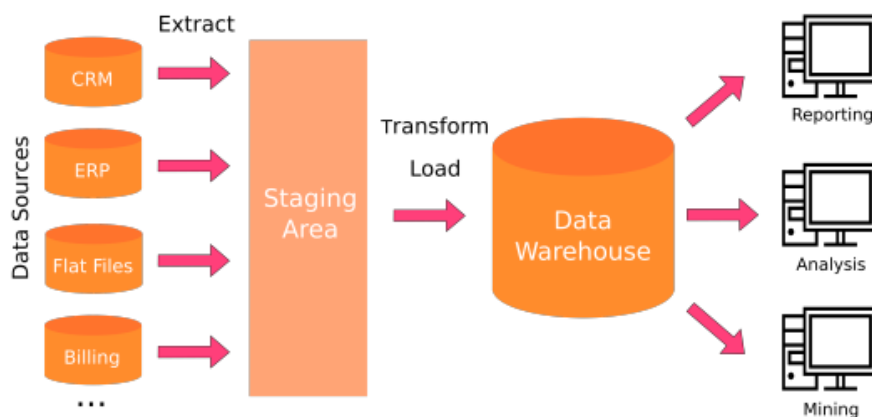 Extract
Data Sources
CRM
ERP
Flat Files
Billing
...
Staging
Area
Transform
Load
Data
Warehouse
Reporting
Analysis
Mining